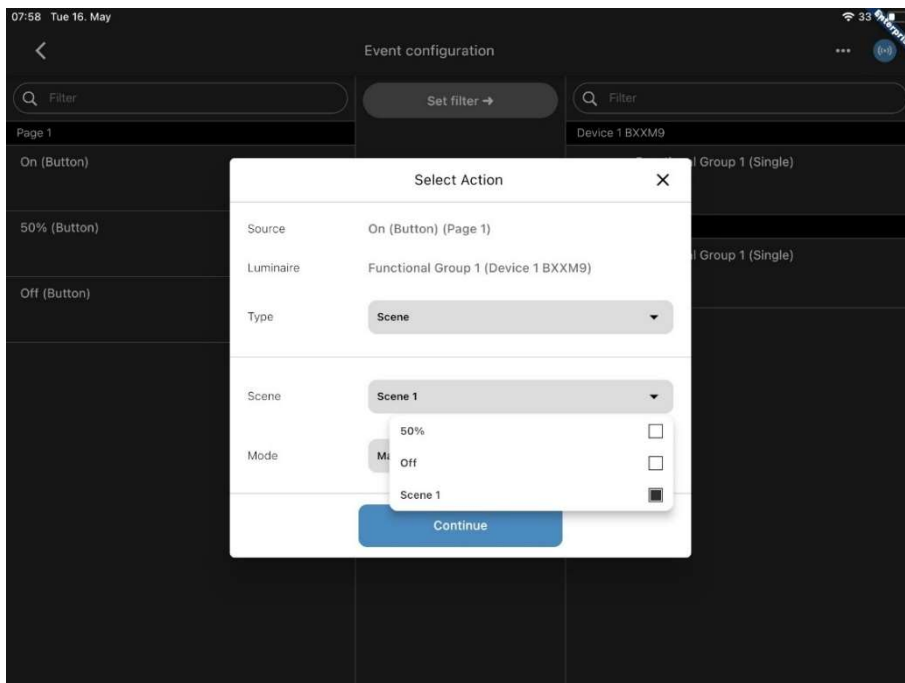 07:58 Tue 16. May
33
Enterpris
Event configuration
Filter
Set filter →
Filter
Page 1
Device 1 BXXM9
On (Button)
l Group 1 (Single)
50% (Button)
l Group 1 (Single)
Off (Button)
Select Action
Source
On (Button) (Page 1)
Luminaire
Functional Group 1 (Device 1 BXXM9)
Type
Scene
Scene
Scene 1
50%
Mode
Ma
Off
Scene 1
Continue